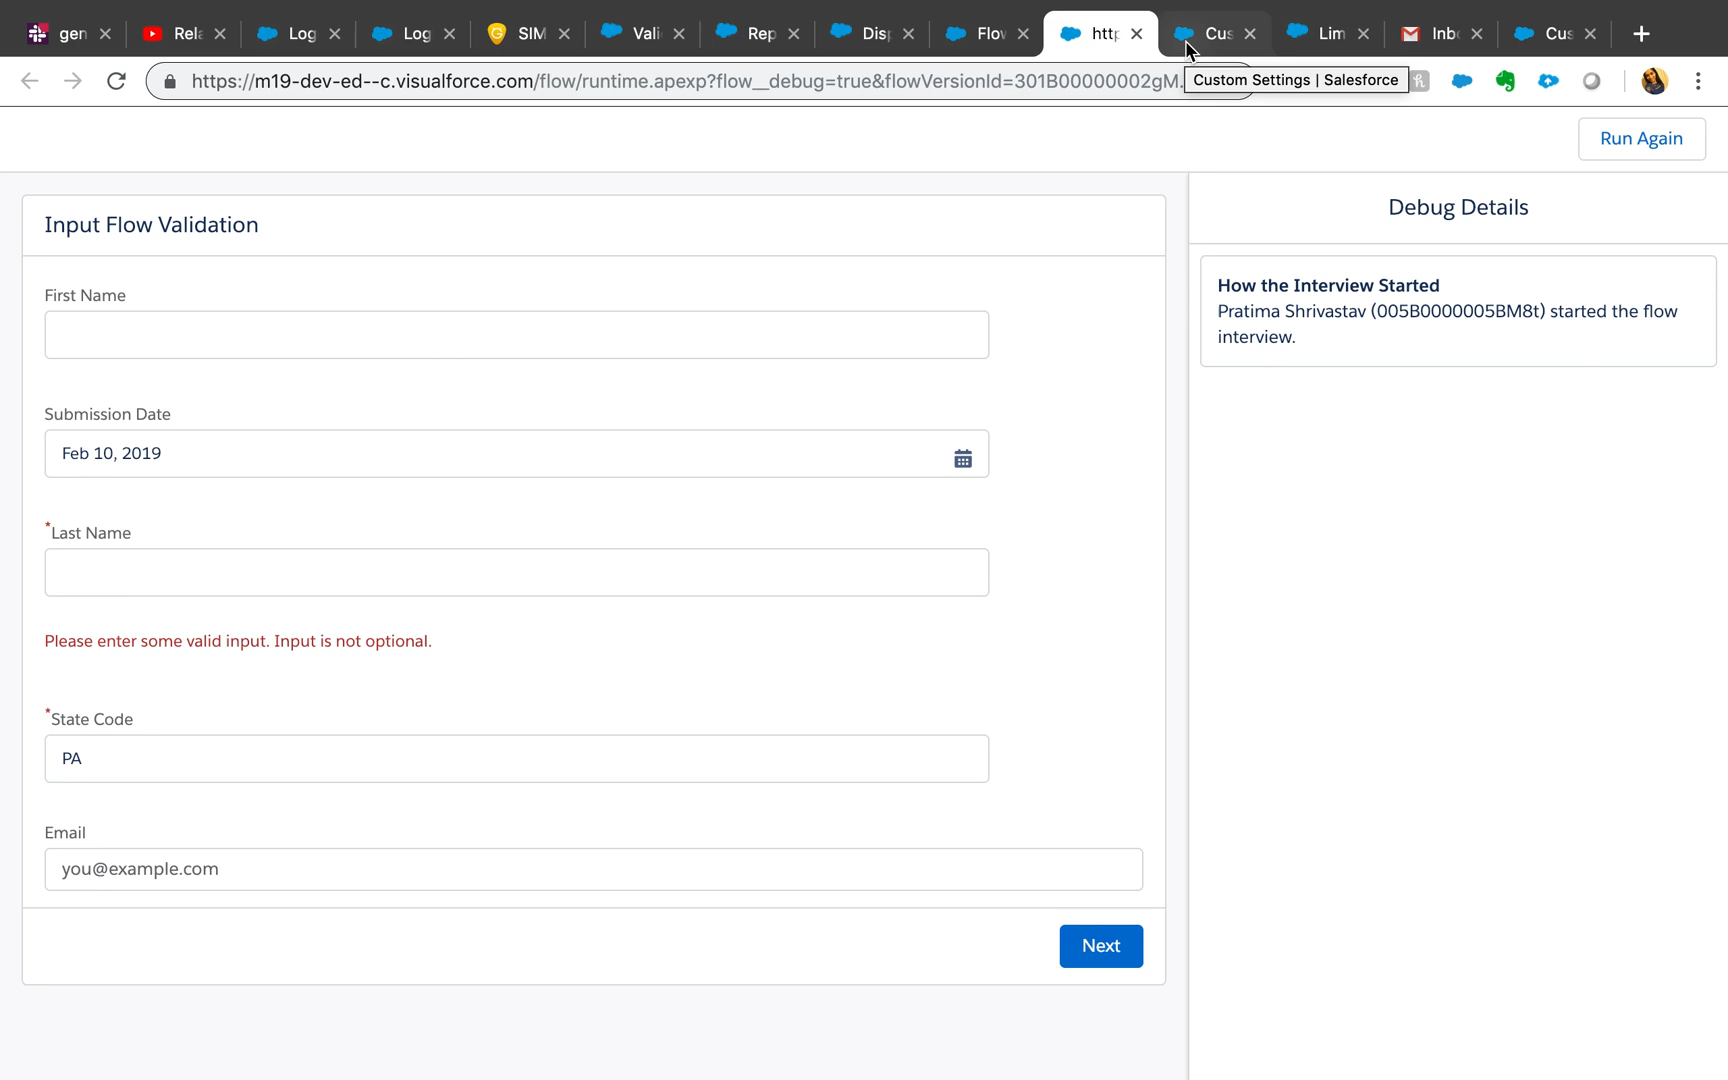 gen Rela Log Log SIM Vali Rep Disp Flow http Cus Lim Inbo Cus
https://m19-dev-ed--c.visualforce.com/flow/runtime.apexp?flow__debug=true&flowVersionId=301B00000002gM.
Custom Settings | Salesforce
Run Again
Input Flow Validation
First Name
Submission Date
Feb 10, 2019
*Last Name
Please enter some valid input. Input is not optional.
*State Code
PA
Email
you@example.com
Next
Debug Details
How the Interview Started
Pratima Shrivastav (005B0000005BM8t) started the flow
interview.